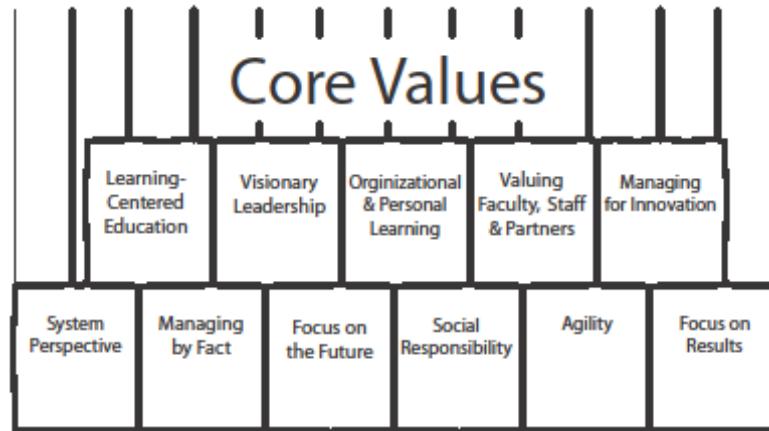 Core Values
Learning-
Centered
Education
Visionary
Leadership
Orginizational
& Personal
Learning
Valuing
Faculty, Staff
& Partners
Managing
for Innovation
System
Perspective
Managing
by Fact
Focus on
the Future
Social
Responsibility
Agility
Focus on
Results